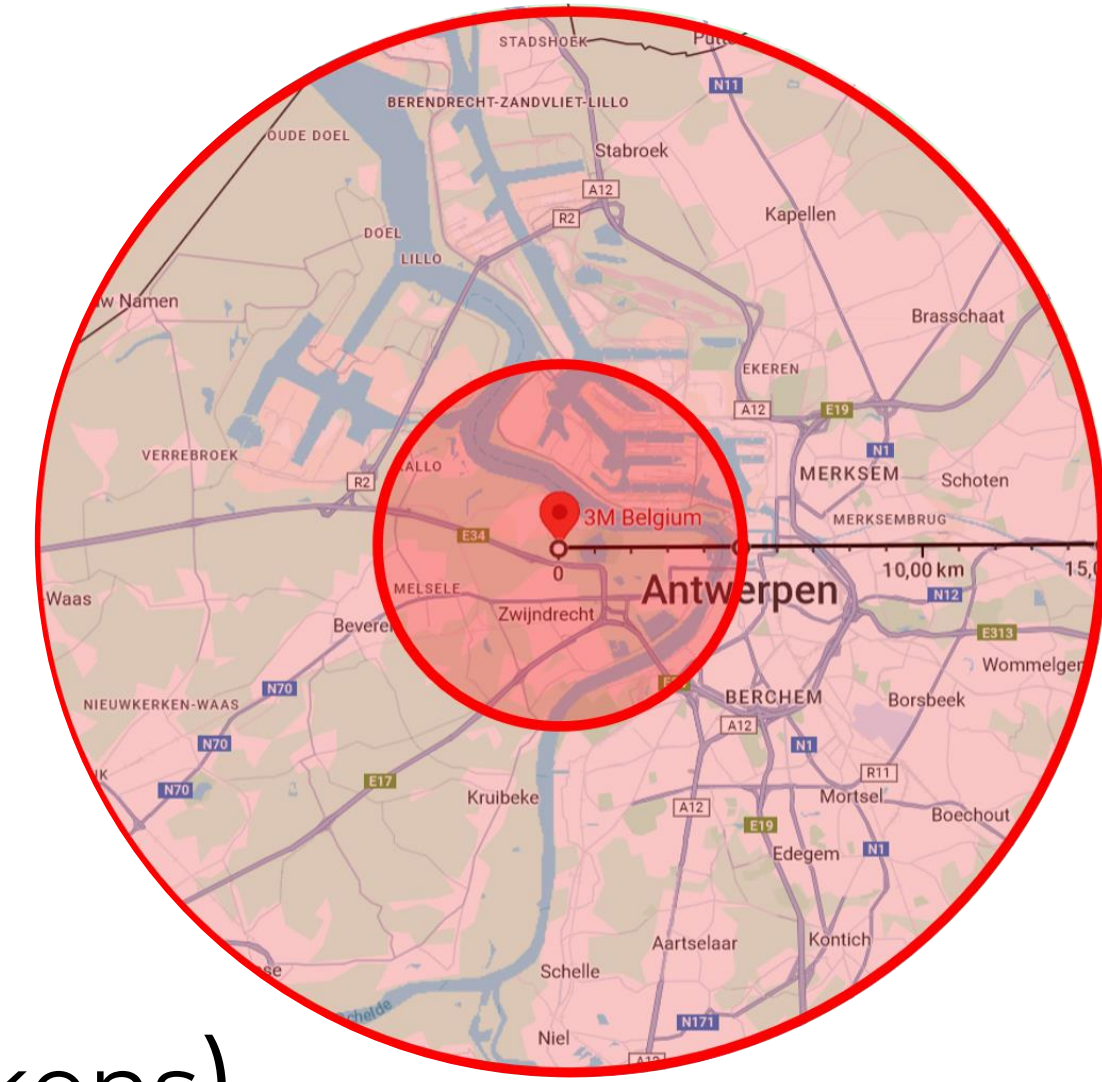 STADSHOEK
N11
BERENDRECHT-ZANDVLIET-LILLO
OUDE DOEL
Stabroek
A12
R2
Kapellen
DOEL
LILLO
Namen
Brasschaat
EKEREN
A12
E19
N1
VERREBROEK
MERKSEM
R2
Schoten
3M Belgium
MERKSEMBRUG
E34
0
10,00 km
MELSELE
Antwerpen
N12
Waas
Zwijndrecht
E313
N70
BERCHEM
Borsbeek
NIEUWKERKEN-WAAS
A12
N70
N1
R11
E17
N70
Kruibeke
A12
Mortsel
Boechout
E19
N1
Edegem
Aartselaar
Kontich
Schelle
Schelde
N171
Niel
A12